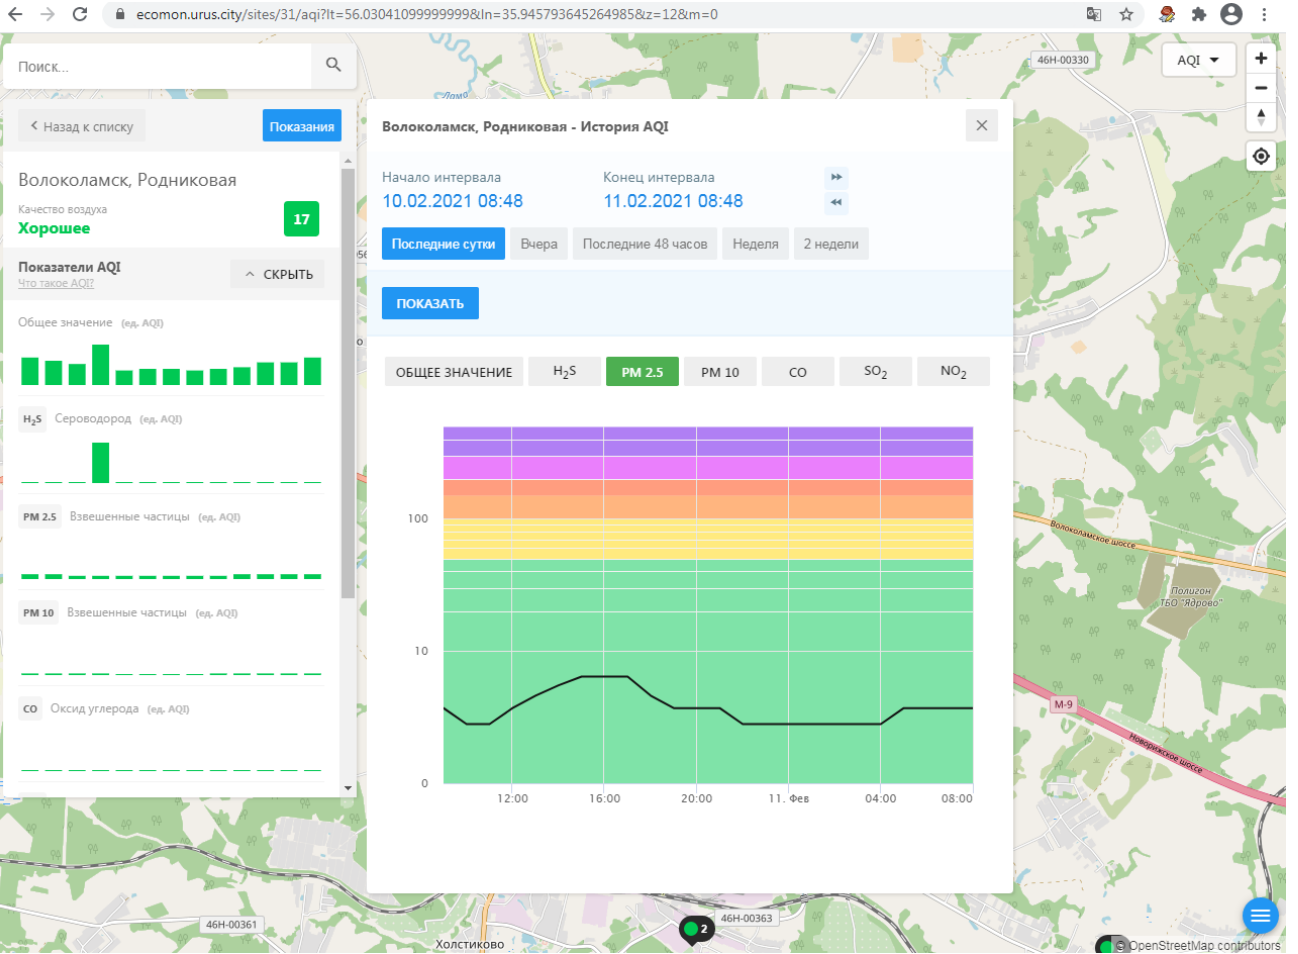 ecomon.urus.city/sites/31/aqi?lt=56.03041099999999&ln=35.945793645264985&z=12&m=0
Поиск...
46Н-00330
AQI
Назад к списку
Показания
Волоколамск, Родниковая
Качество воздуха
Хорошее
17
Показатели AQI
Что такое AQI?
СКРЫТЬ
Общее значение (ед. AQI)
H2S Сероводород (ед. AQI)
PM 2.5 Взвешенные частицы (ед. AQI)
PM 10 Взвешенные частицы (ед. AQI)
CO Оксид углерода (ед. AQI)
Волоколамск, Родниковая - История AQI
Начало интервала
Конец интервала
10.02.2021 08:48
11.02.2021 08:48
Последние сутки
Вчера
Последние 48 часов
Неделя
2 недели
ПОКАЗАТЬ
ОБЩЕЕ ЗНАЧЕНИЕ
H2S
PM 2.5
PM 10
CO
SO2
NO2
100
10
0
12:00
16:00
20:00
11. Фев
04:00
08:00
Волоколамское шоссе
Полигон
ТБО "Ядрово"
М-9
Новорижское шоссе
46Н-00361
46Н-00363
2
Холстиково
© OpenStreetMap contributors